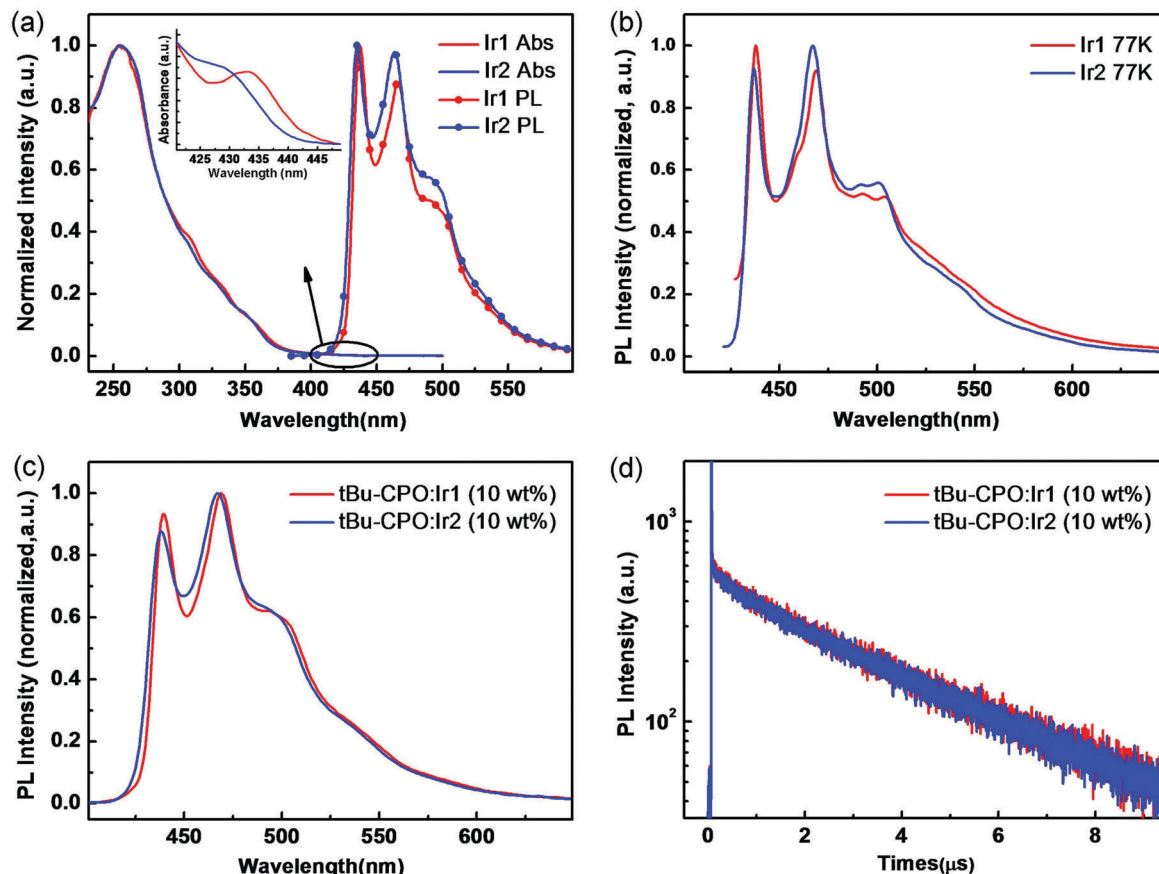 (a)
Normalized intensity (a.u.)
1.0
0.8
0.6
0.4
0.2
0.0
250 300 350 400 450 500 550
Wavelength(nm)
Ir1 Abs
Ir2 Abs
Ir1 PL
Ir2 PL
Absorbance (a.u.)
425 430 435 440 445
Wavelength (nm)
(b)
PL Intensity (normalized, a.u.)
1.0
0.8
0.6
0.4
0.2
0.0
450 500 550 600
Wavelength(nm)
Ir1 77K
Ir2 77K
(c)
PL Intensity (normalized,a.u.)
1.0
0.8
0.6
0.4
0.2
0.0
450 500 550 600
Wavelength(nm)
tBu-CPO:Ir1 (10 wt%)
tBu-CPO:Ir2 (10 wt%)
(d)
PL Intensity (a.u.)
10³
10²
0 2 4 6 8
Times(μs)
tBu-CPO:Ir1 (10 wt%)
tBu-CPO:Ir2 (10 wt%)